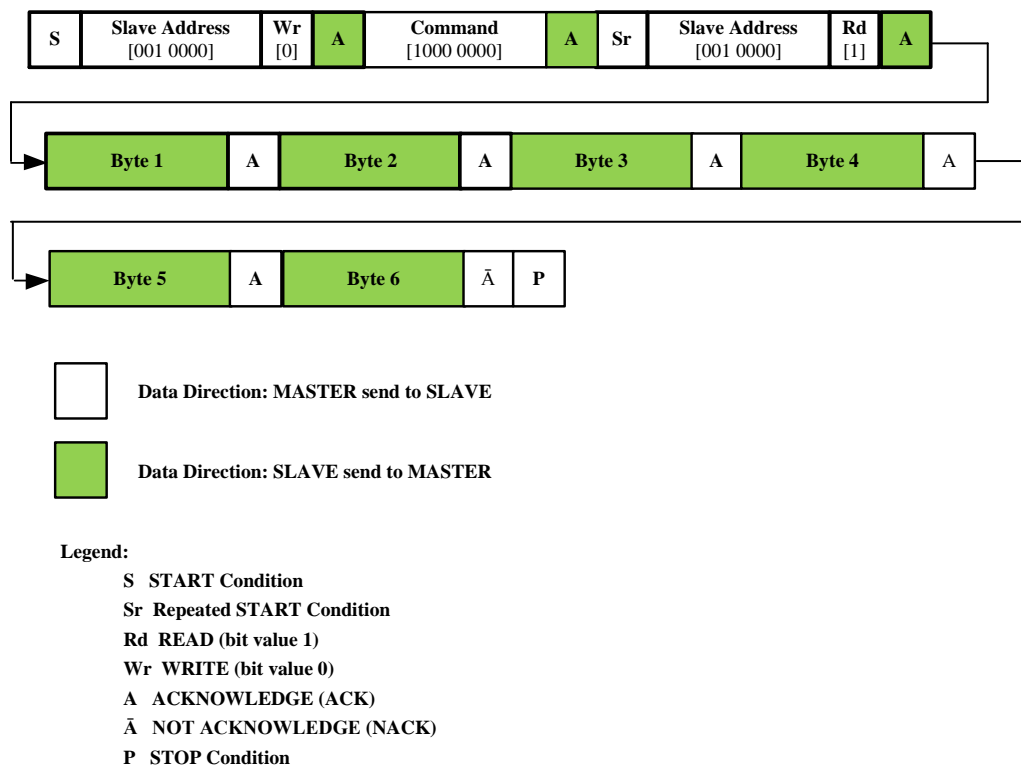 S Slave Address [001 0000] Wr [0] A Command [1000 0000] A Sr Slave Address [001 0000] Rd [1] A
Byte 1 A Byte 2 A Byte 3 A Byte 4 A
Byte 5 A Byte 6 Ā P
Data Direction: MASTER send to SLAVE
Data Direction: SLAVE send to MASTER
Legend:
S START Condition
Sr Repeated START Condition
Rd READ (bit value 1)
Wr WRITE (bit value 0)
A ACKNOWLEDGE (ACK)
Ā NOT ACKNOWLEDGE (NACK)
P STOP Condition